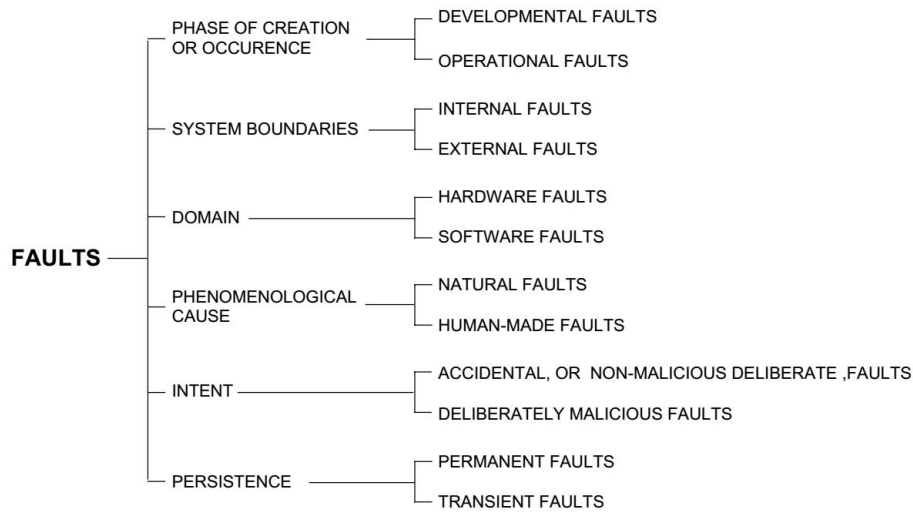 FAULTS
PHASE OF CREATION
OR OCCURENCE
DEVELOPMENTAL FAULTS
OPERATIONAL FAULTS
SYSTEM BOUNDARIES
INTERNAL FAULTS
EXTERNAL FAULTS
DOMAIN
HARDWARE FAULTS
SOFTWARE FAULTS
PHENOMENOLOGICAL
CAUSE
NATURAL FAULTS
HUMAN-MADE FAULTS
INTENT
ACCIDENTAL, OR NON-MALICIOUS DELIBERATE ,FAULTS
DELIBERATELY MALICIOUS FAULTS
PERSISTENCE
PERMANENT FAULTS
TRANSIENT FAULTS